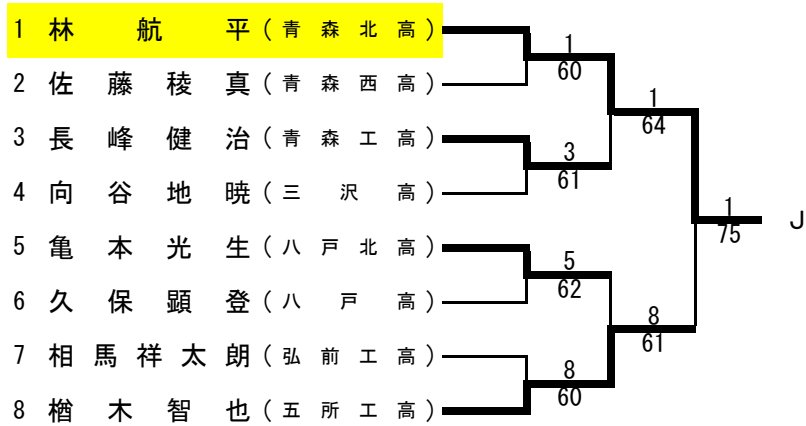 1 林 航 平 ( 青 森 北 高 )
2 佐 藤 稜 真 ( 青 森 西 高 )
3 長 峰 健 治 ( 青 森 工 高 )
4 向 谷 地 暁 ( 三 沢 高 )
5 亀 本 光 生 ( 八 戸 北 高 )
6 久 保 顕 登 ( 八 戸 高 )
7 相 馬 祥 太 朗 ( 弘 前 工 高 )
8 楢 木 智 也 ( 五 所 工 高 )
1
60
3
61
5
62
8
60
1
64
8
61
1
75
J